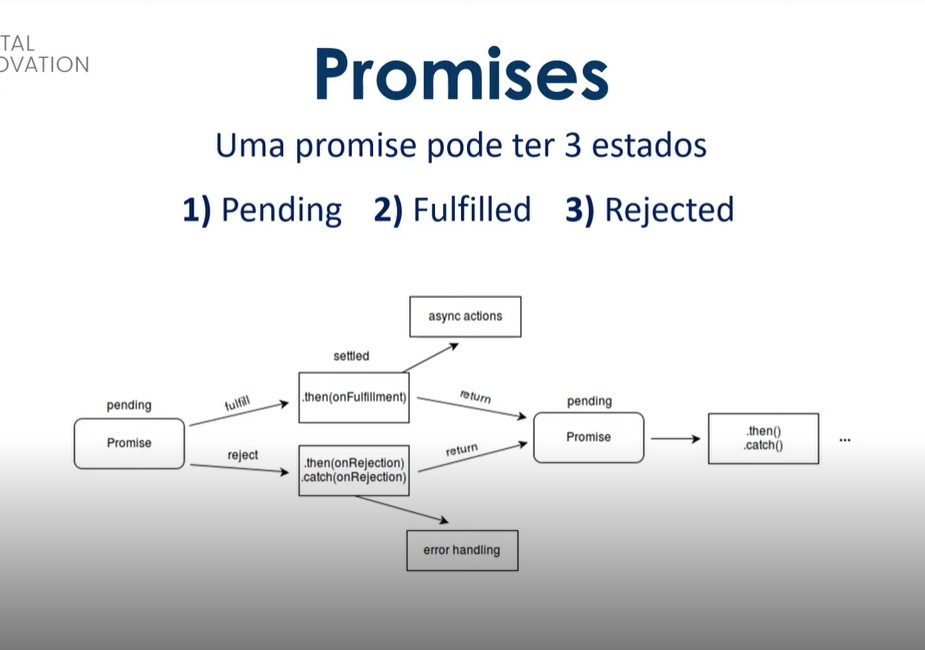 TAL
OVATION
Promises
Uma promise pode ter 3 estados
1) Pending 2) Fulfilled 3) Rejected
async actions
settled
pending
fulfill
.then(onFulfillment)
return
pending
Promise
Promise
.then()
.catch()
...
reject
.then(onRejection)
.catch(onRejection)
return
error handling